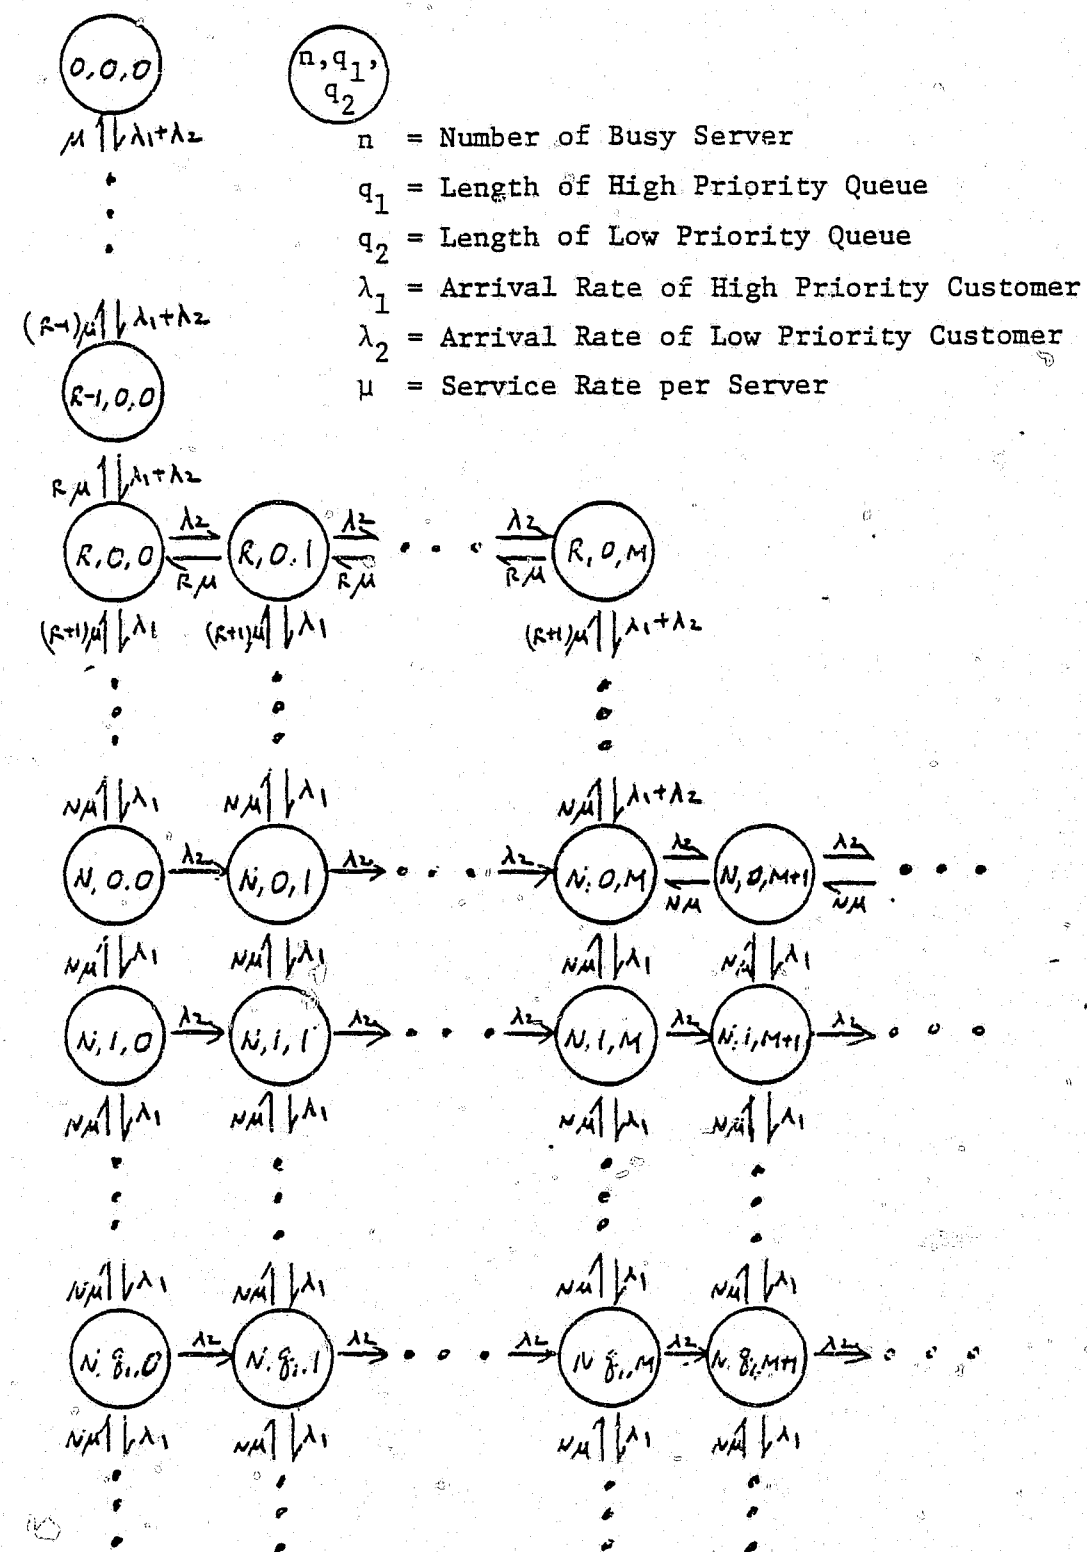 0,0,0
n,q1,
q2
μ λ1+λ2
n = Number of Busy Server
q1 = Length of High Priority Queue
q2 = Length of Low Priority Queue
λ1 = Arrival Rate of High Priority Customer
λ2 = Arrival Rate of Low Priority Customer
μ = Service Rate per Server
(R-1)μ λ1+λ2
R-1,0,0
Rμ λ1+λ2
R,0,0 λ2 Rμ R,0,1 λ2 Rμ λ2 Rμ R,0,M
(R+1)μ λ1 (R+1)μ λ1 (R+1)μ λ1+λ2
Nμ λ1 Nμ λ1 Nμ λ1+λ2
N,0,0 λ2 N,0,1 λ2 λ2 N,0,M λ2 Nμ N,0,M+1 λ2 Nμ
Nμ λ1 Nμ λ1 Nμ λ1 Nμ λ1
N,1,0 λ2 N,1,1 λ2 λ2 N,1,M λ2 N,1,M+1 λ2
Nμ λ1 Nμ λ1 Nμ λ1 Nμ λ1
Nμ λ1 Nμ λ1 Nμ λ1 Nμ λ1
N,q1,0 λ2 N,q1,1 λ2 λ2 N,q1,M λ2 N,q1,M+1 λ2
Nμ λ1 Nμ λ1 Nμ λ1 Nμ λ1